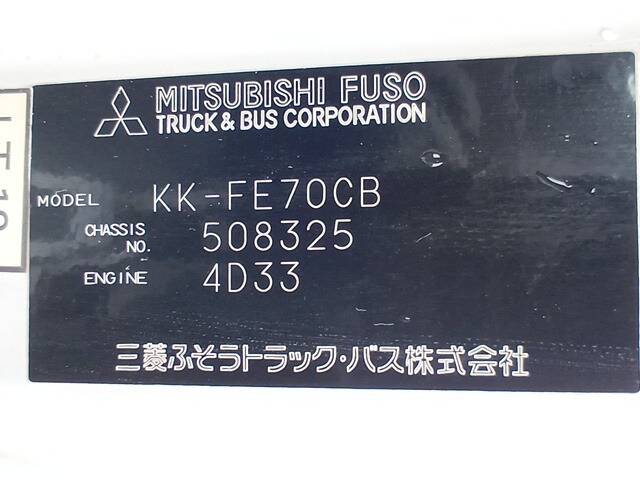 MITSUBISHI FUSO
TRUCK & BUS CORPORATION
MODEL KK-FE70CB
CHASSIS NO. 508325
ENGINE 4D33
三菱ふそうトラック・バス株式会社